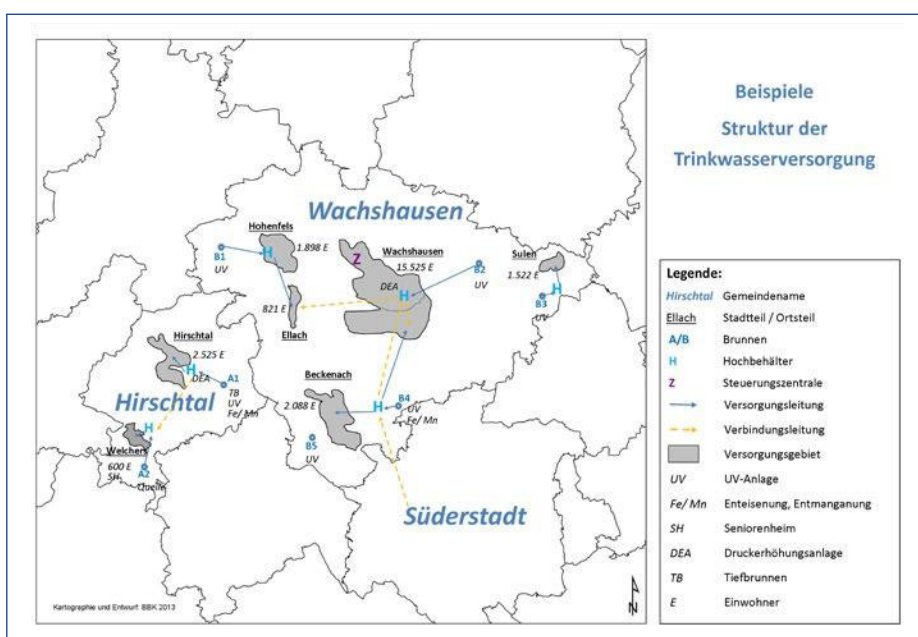 Beispiele
Struktur der
Trinkwasserversorgung
Wachshausen
Hohenfels
1.898 E
B1
UV
H
Z
Wachshausen
15.525 E
DEA
H
B2
UV
Suleh
1.522 E
H
B3
UV
821 E
Ellach
Hirschtal
2.525 E
H
DEA
A1
TB
UV
Fe/ Mn
Hirschtal
H
Welchers
600 E
SH
A2
Quelle
Beckenach
2.088 E
H
B4
UV
Fe/ Mn
B5
UV
Süderstadt
Kartographie und Entwurf: BBK 2013
N
Legende:
Hirschtal Gemeindename
Ellach Stadtteil / Ortsteil
A/B Brunnen
H Hochbehälter
Z Steuerungszentrale
Versorgungsleitung
Verbindungsleitung
Versorgungsgebiet
UV UV-Anlage
Fe/ Mn Enteisenung, Entmanganung
SH Seniorenheim
DEA Druckerhöhungsanlage
TB Tiefbrunnen
E Einwohner